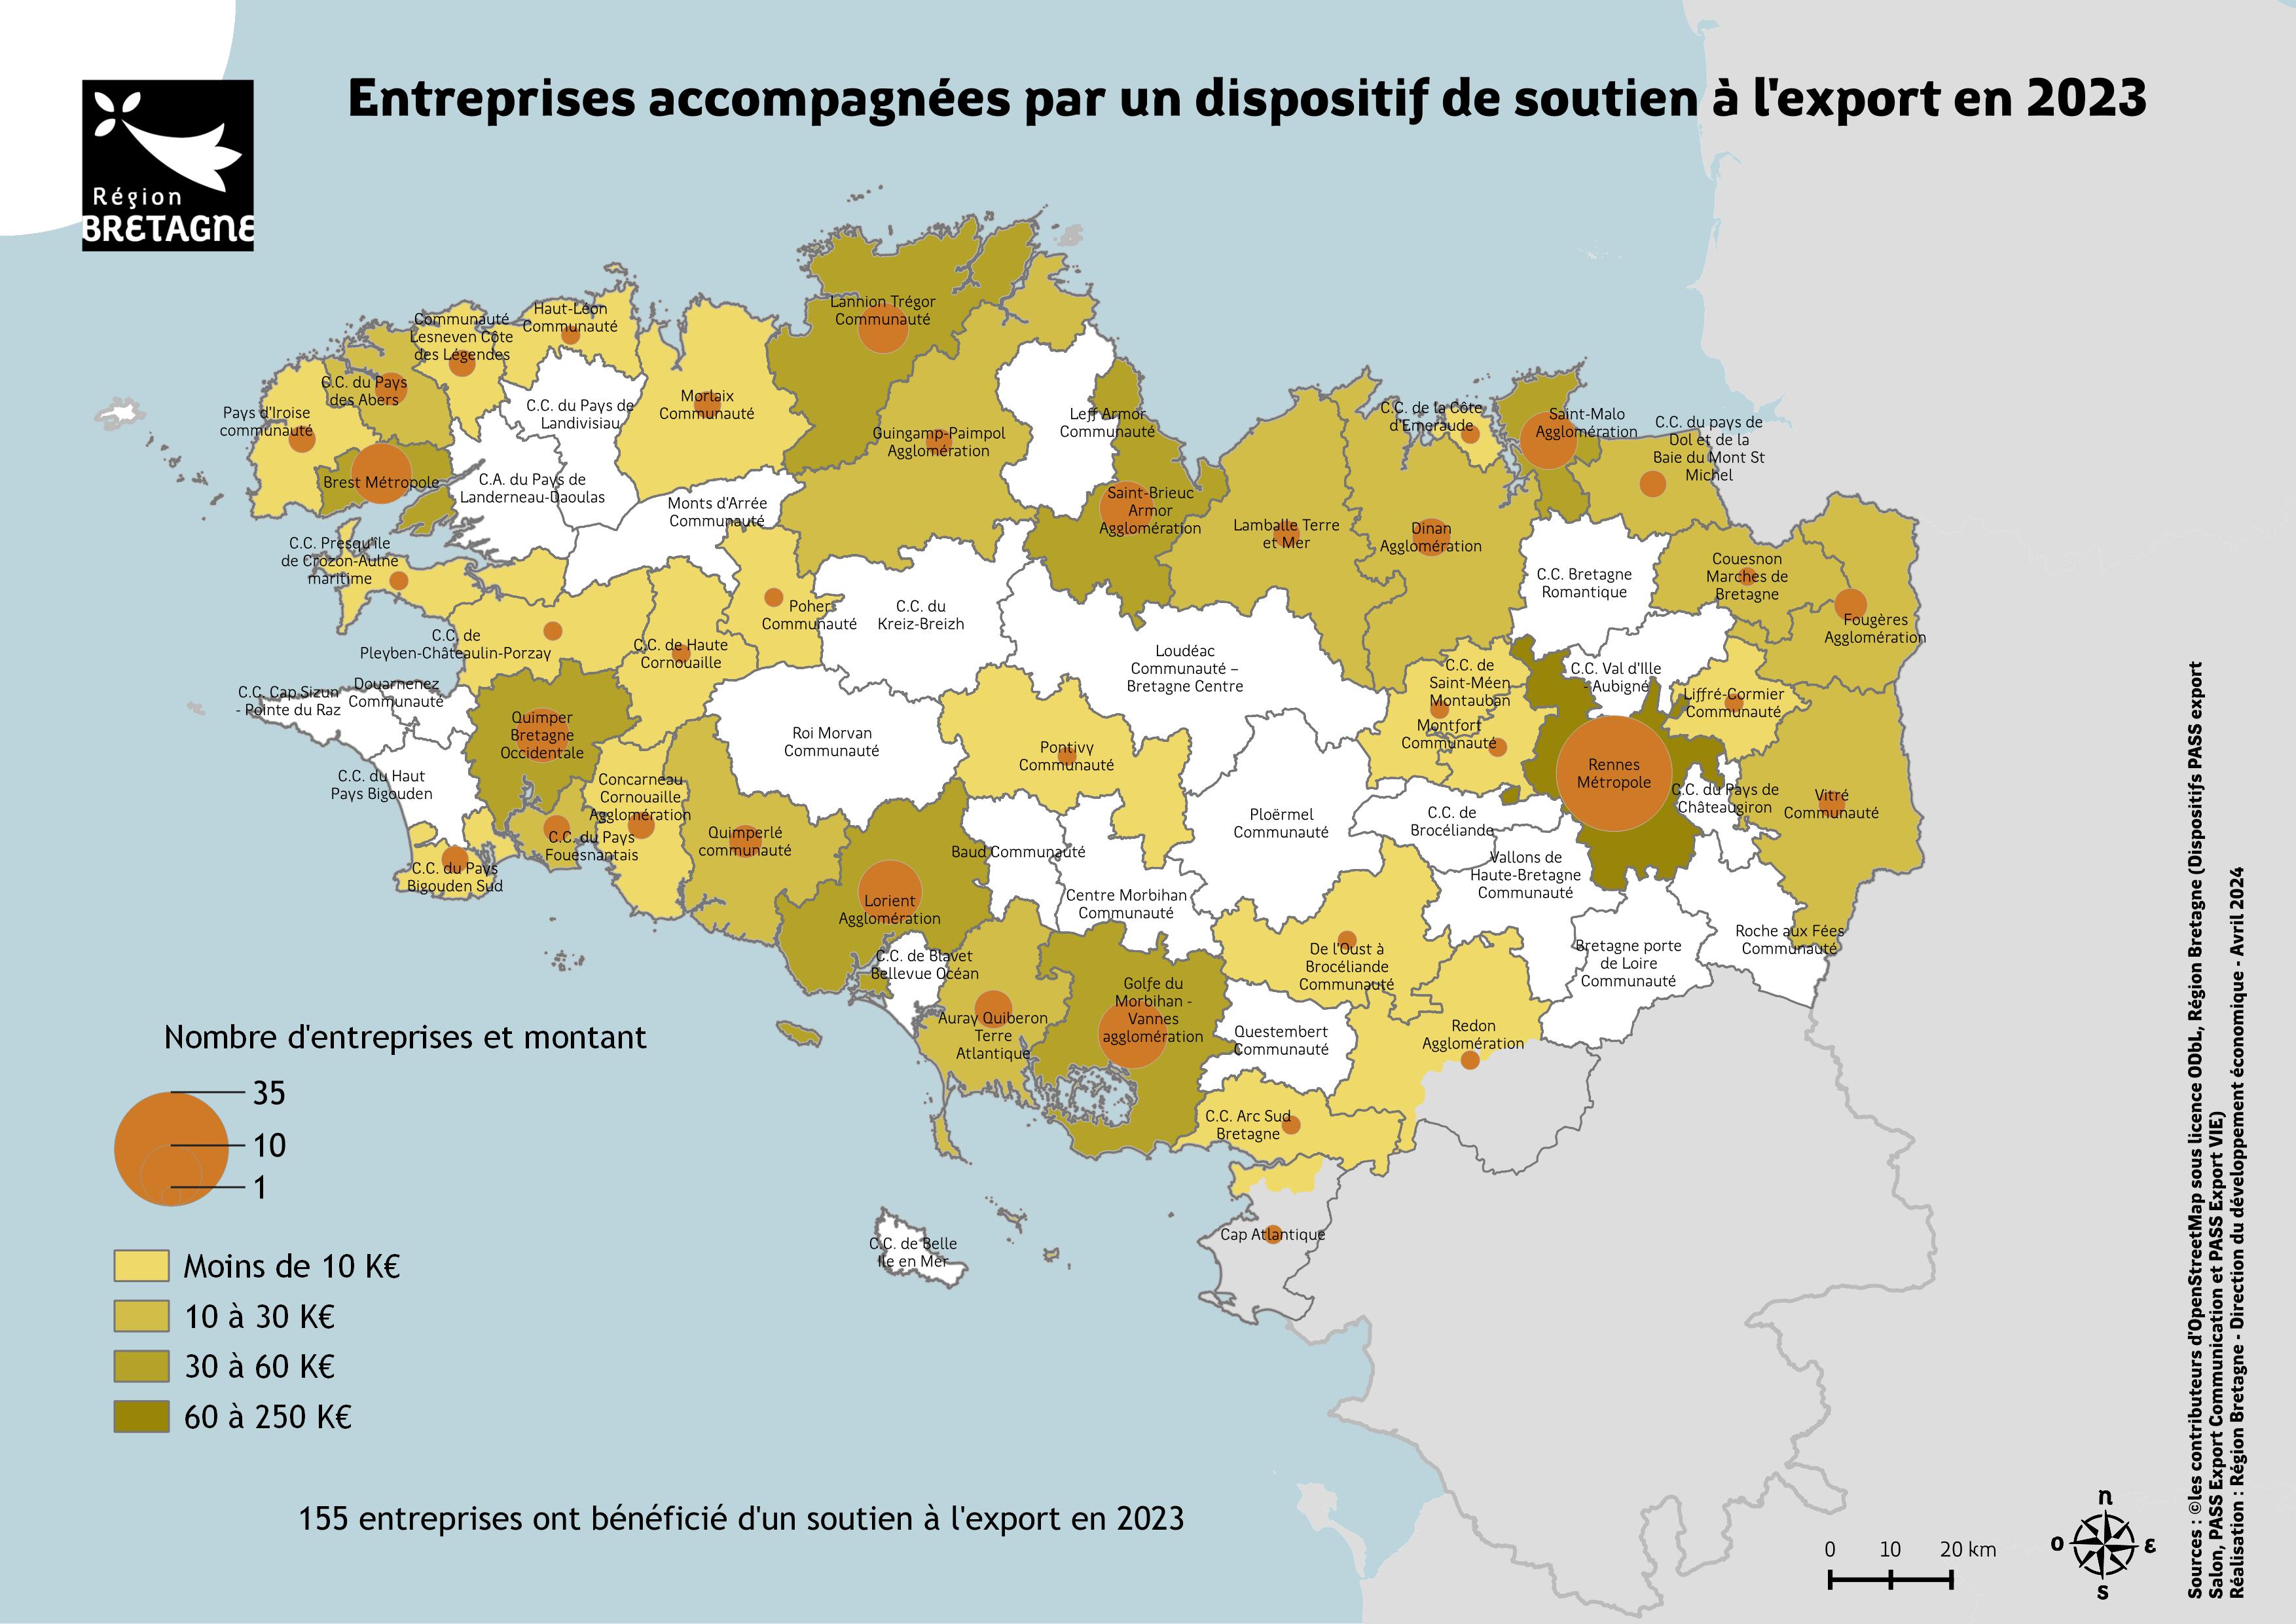 Entreprises accompagnées par un dispositif de soutien à l'export en 2023
Région
BRETAGNE
Lannion Trégor
Communauté
Haut-Léon
Communauté
Communauté
Lesneven Côte
des Légendes
C.C. du Pays
des Abers
Pays d'Iroise
communauté
Brest Métropole
C.C. du Pays de
Landivisiau
C.A. du Pays de
Landerneau-Daoulas
Morlaix
Communauté
Monts d'Arrée
Communauté
Guingamp-Paimpol
Agglomération
Leff Armor
Communauté
Saint-Brieuc
Armor
Agglomération
Lamballe Terre
et Mer
C.C. de la Côte
d'Emeraude
Dinan
Agglomération
Saint-Malo
Agglomération
C.C. du pays de
Dol et de la
Baie du Mont St
Michel
C.C. Bretagne
Romantique
Couesnon
Marches de
Bretagne
Fougères
Agglomération
C.C. Presqu'île
de Crozon-Aulne
maritime
C.C. de
Pleyben-Châteaulin-Porzay
Poher
Communauté
C.C. de Haute
Cornouaille
C.C. du
Kreiz-Breizh
Loudéac
Communauté –
Bretagne Centre
C.C. de
Saint-Méen
Montauban
Montfort
Communauté
C.C. Val d'Ille
- Aubigné
Liffré-Cormier
Communauté
C.C. Cap Sizun
- Pointe du Raz
Douarnenez
Communauté
Quimper
Bretagne
Occidentale
C.C. du Haut
Pays Bigouden
C.C. du Pays
Bigouden Sud
C.C. du Pays
Fouesnantais
Concarneau
Cornouaille
Agglomération
Quimperlé
communauté
Roi Morvan
Communauté
Pontivy
Communauté
Ploërmel
Communauté
C.C. de
Brocéliande
Rennes
Métropole
C.C. du Pays de
Châteaugiron
Vitré
Communauté
Vallons de
Haute-Bretagne
Communauté
Baud Communauté
Centre Morbihan
Communauté
Lorient
Agglomération
C.C. de Blavet
Bellevue Océan
Auray Quiberon
Terre
Atlantique
Golfe du
Morbihan -
Vannes
agglomération
De l'Oust à
Brocéliande
Communauté
Questembert
Communauté
Redon
Agglomération
Bretagne porte
de Loire
Communauté
Roche aux Fées
Communauté
C.C. Arc Sud
Bretagne
Cap Atlantique
C.C. de Belle
Ile en Mer
Nombre d'entreprises et montant
35
10
1
Moins de 10 K€
10 à 30 K€
30 à 60 K€
60 à 250 K€
155 entreprises ont bénéficié d'un soutien à l'export en 2023
0 10 20 km
n
o
ε
s
Sources : ©les contributeurs d'OpenStreetMap sous licence ODbL, Région Bretagne (Dispositifs PASS export
Salon, PASS Export Communication et PASS Export VIE)
Réalisation : Région Bretagne - Direction du développement économique - Avril 2024